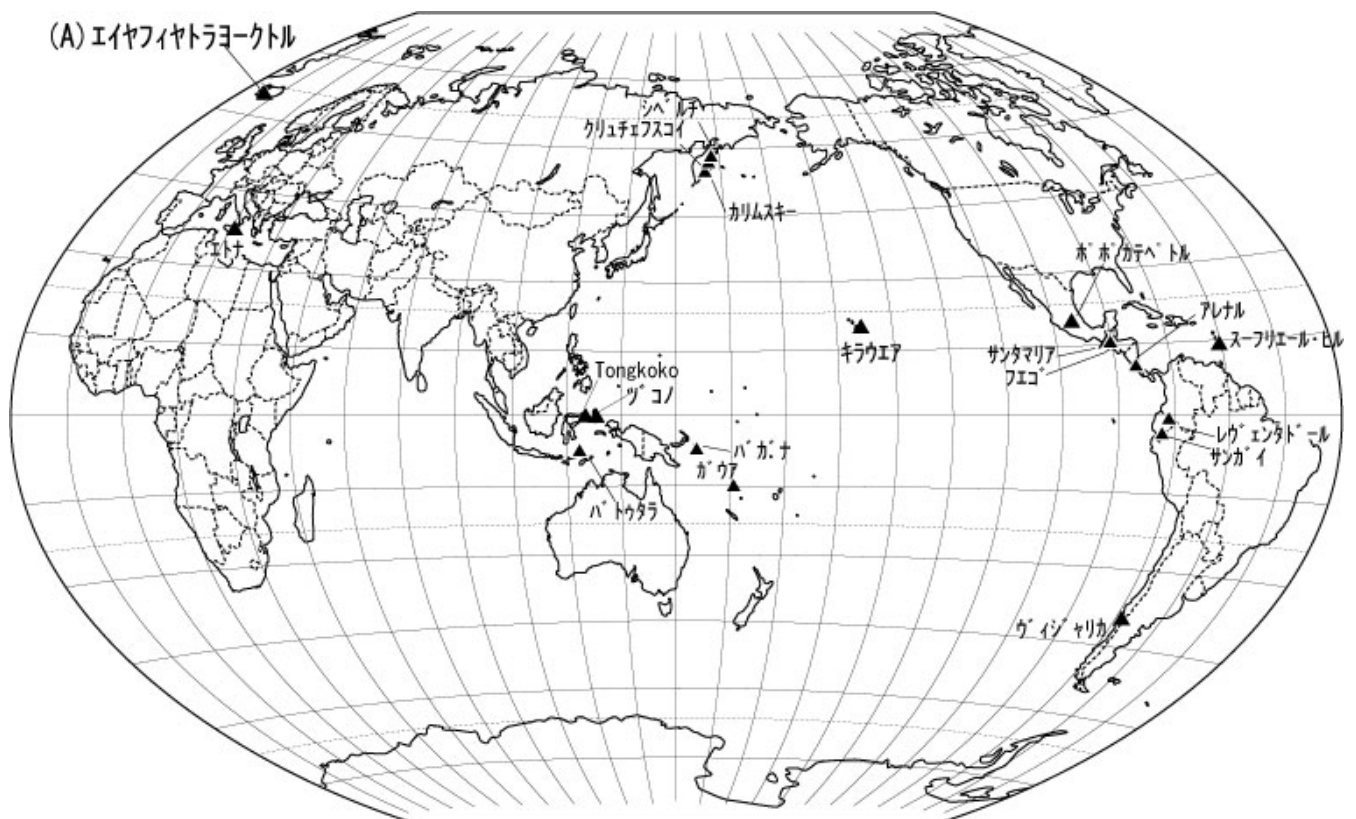 (A) エイヤフィヤトラヨークトル
シベルチ
クリュチェフスコイ
カリムスキー
エトナ
ポポカテペトル
アレナル
スーフリエール・ヒル
キラウエア
サンタマリア
フエゴ
Tongkoko
ヅコノ
レヴェンタドール
サンガイ
バガナ
ガウア
バトゥタラ
ヴィジャリカ